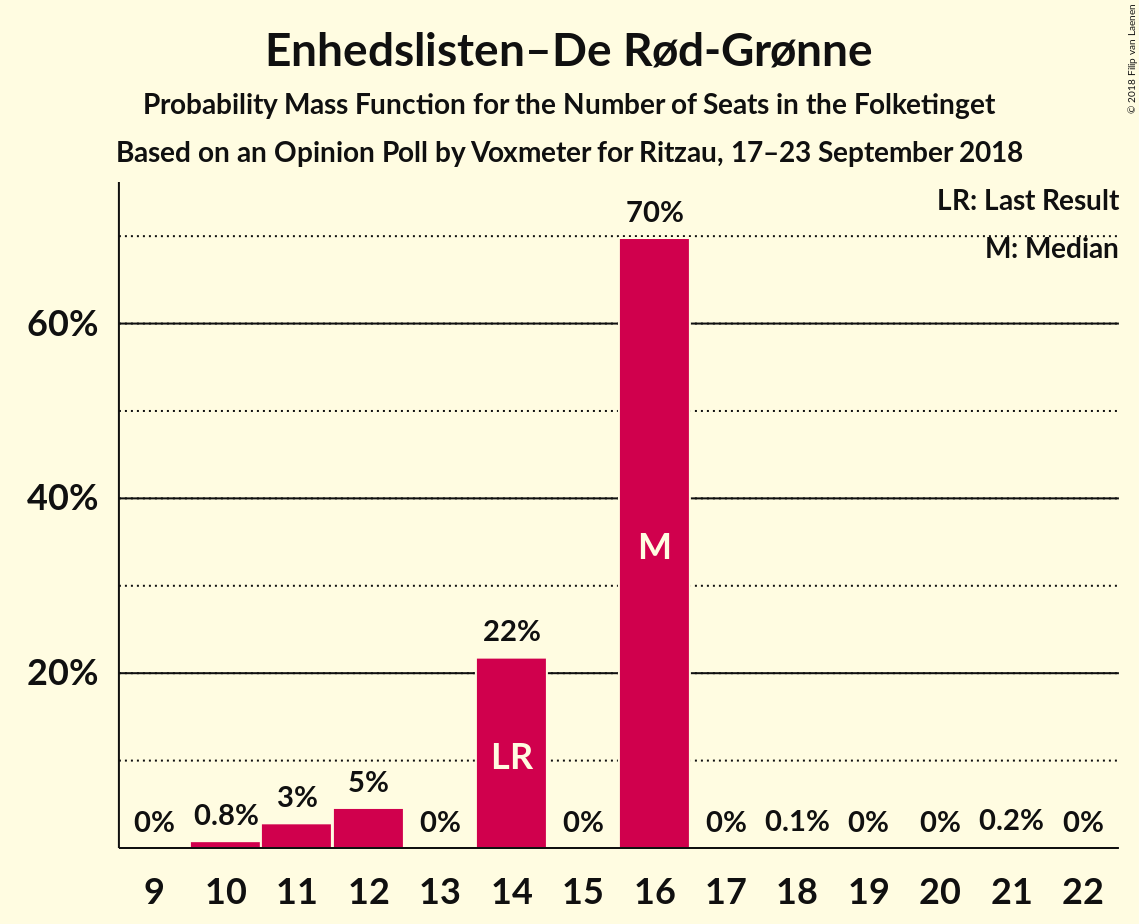 Enhedslisten–De Rød-Grønne
Probability Mass Function for the Number of Seats in the Folketinget
Based on an Opinion Poll by Voxmeter for Ritzau, 17–23 September 2018
© 2018 Filip van Laenen
LR: Last Result
M: Median
60%
40%
20%
0%
0.8%
3%
5%
0%
22%
0%
70%
0%
0.1%
0%
0%
0.2%
0%
LR
M
9 10 11 12 13 14 15 16 17 18 19 20 21 22